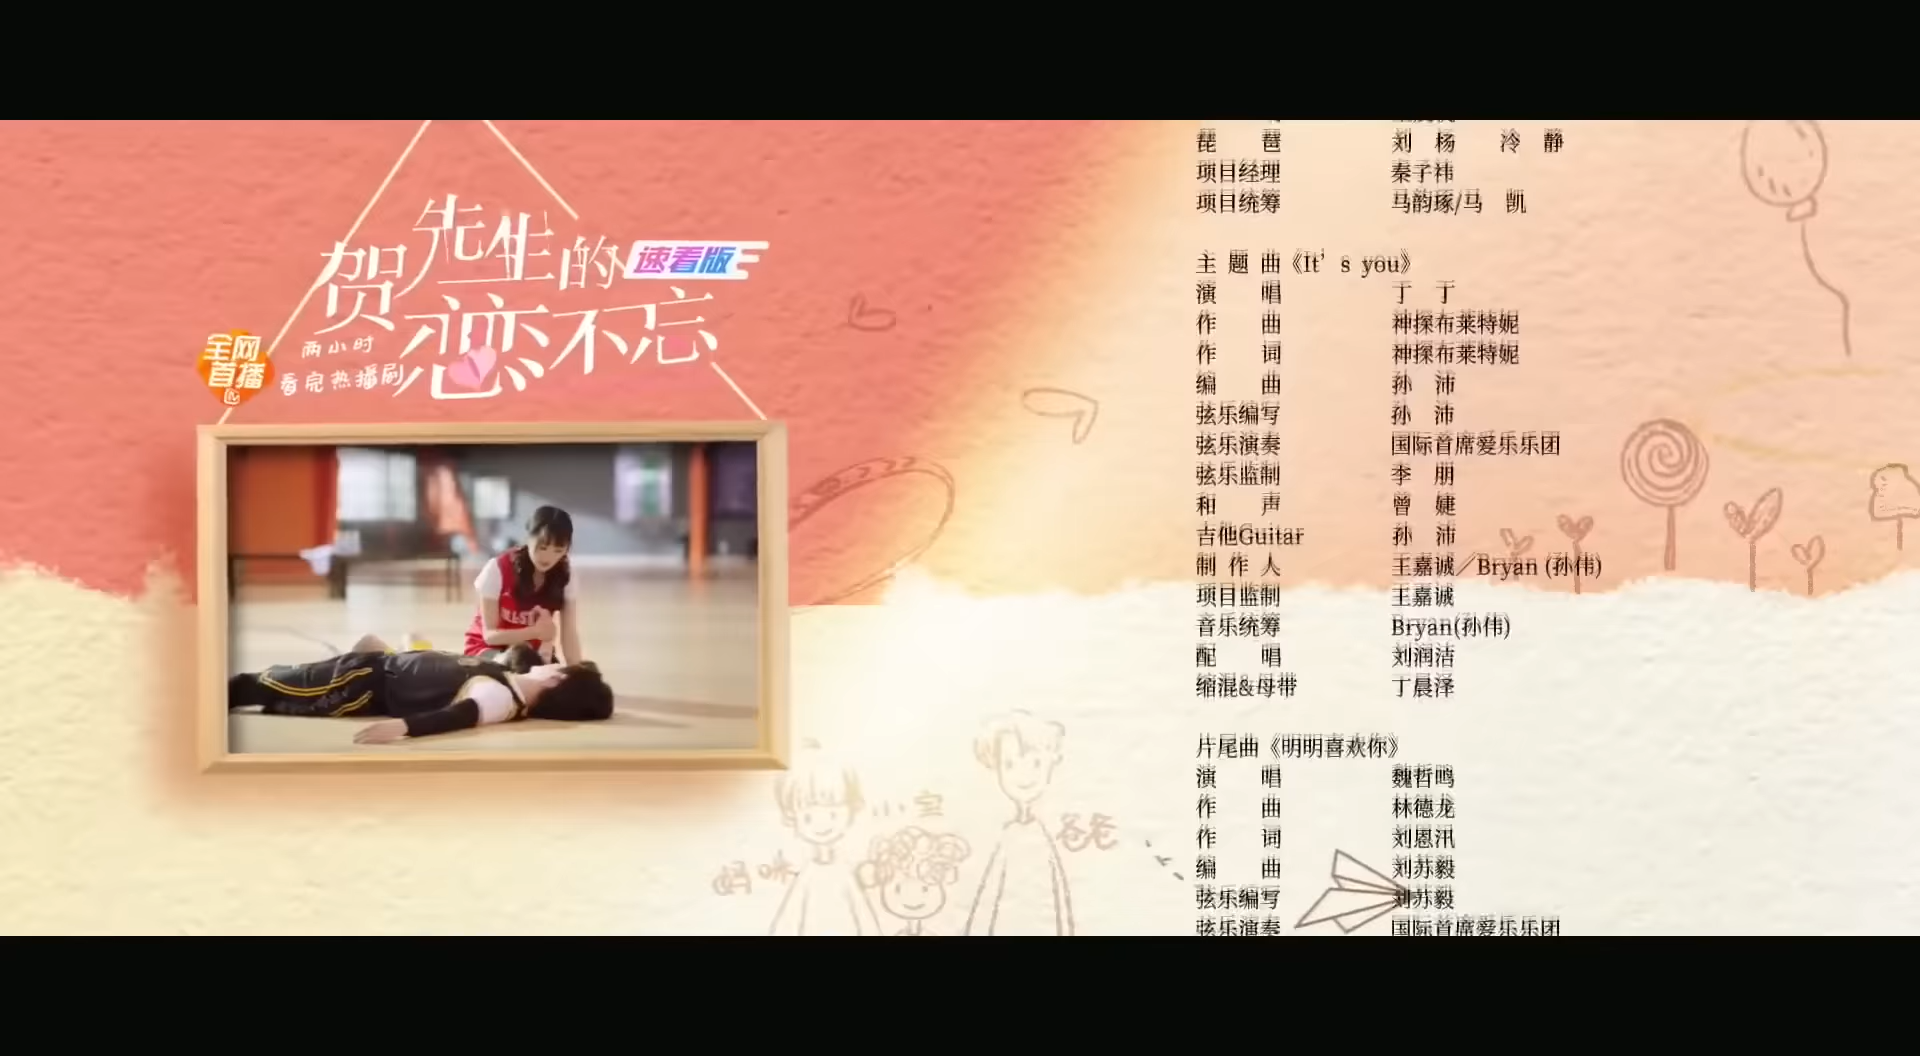 贺先生的
恋不忘
速看版
全网
首播
两小时
看完热播剧
妈咪
小宝
爸爸
琵 琶 刘 杨 冷 静
项目经理 秦子祎
项目统筹 马韵琢/马 凯
主 题 曲《It’s you》
演 唱 于 于
作 曲 神探布莱特妮
作 词 神探布莱特妮
编 曲 孙 沛
弦乐编写 孙 沛
弦乐演奏 国际首席爱乐乐团
弦乐监制 李 朋
和 声 曾 婕
吉他Guitar 孙 沛
制 作 人 王嘉诚／Bryan (孙伟)
项目监制 王嘉诚
音乐统筹 Bryan(孙伟)
配 唱 刘润洁
缩混&母带 丁晨泽
片尾曲《明明喜欢你》
演 唱 魏哲鸣
作 曲 林德龙
作 词 刘恩汛
编 曲 刘苏毅
弦乐编写 刘苏毅
弦乐演奏 国际首席爱乐乐团